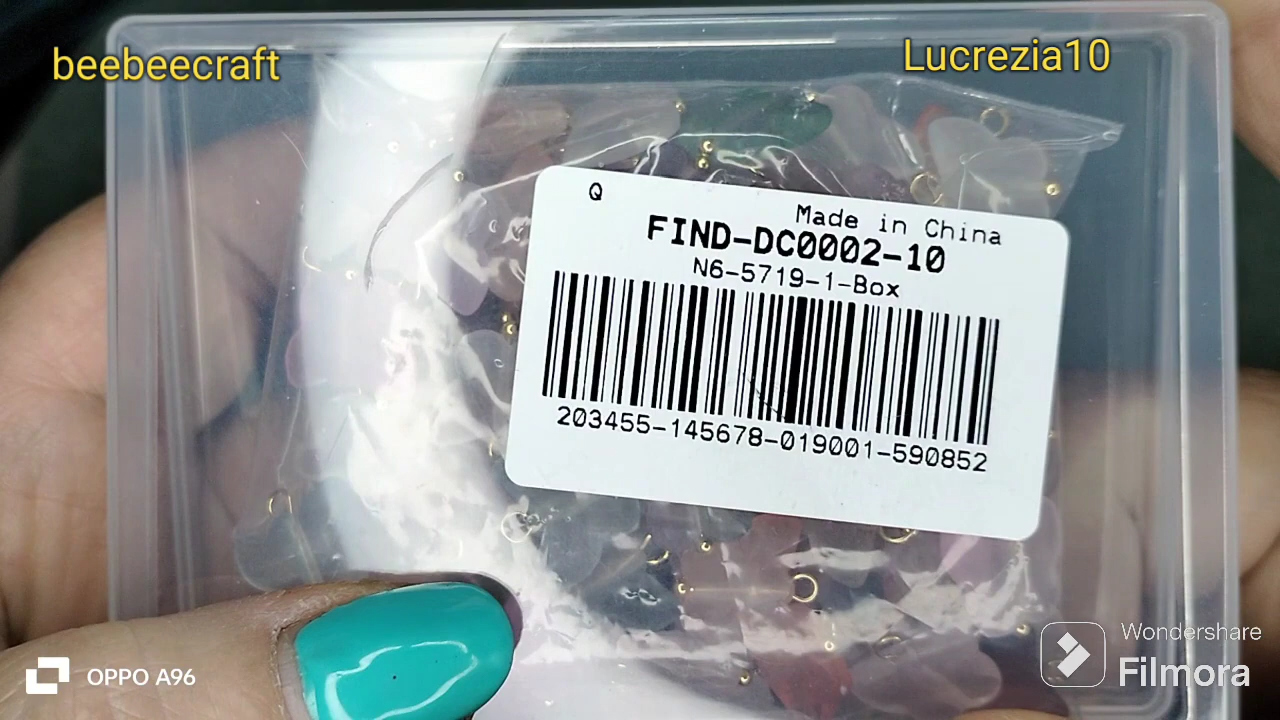 beebeecraft
Lucrezia10
Q
Made in China
FIND-DC0002-10
N6-5719-1-Box
203455-145678-019001-590852
OPPO A96
Wondershare
Filmora